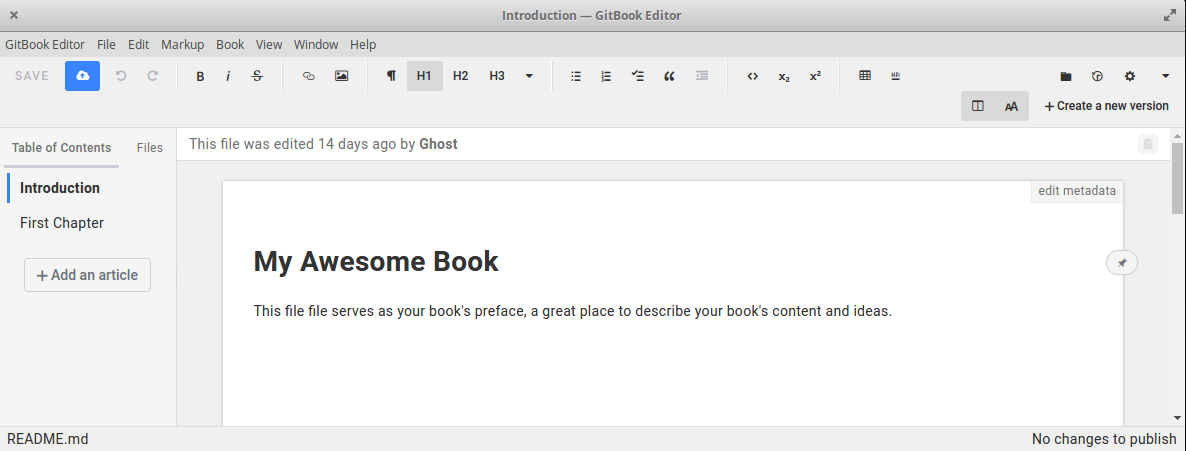 Introduction — GitBook Editor
GitBook Editor File Edit Markup Book View Window Help
SAVE B i S ¶ H1 H2 H3 “ <> x₂ x²
AA + Create a new version
Table of Contents Files
This file was edited 14 days ago by Ghost
Introduction
edit metadata
First Chapter
+ Add an article
My Awesome Book
This file file serves as your book's preface, a great place to describe your book's content and ideas.
README.md
No changes to publish